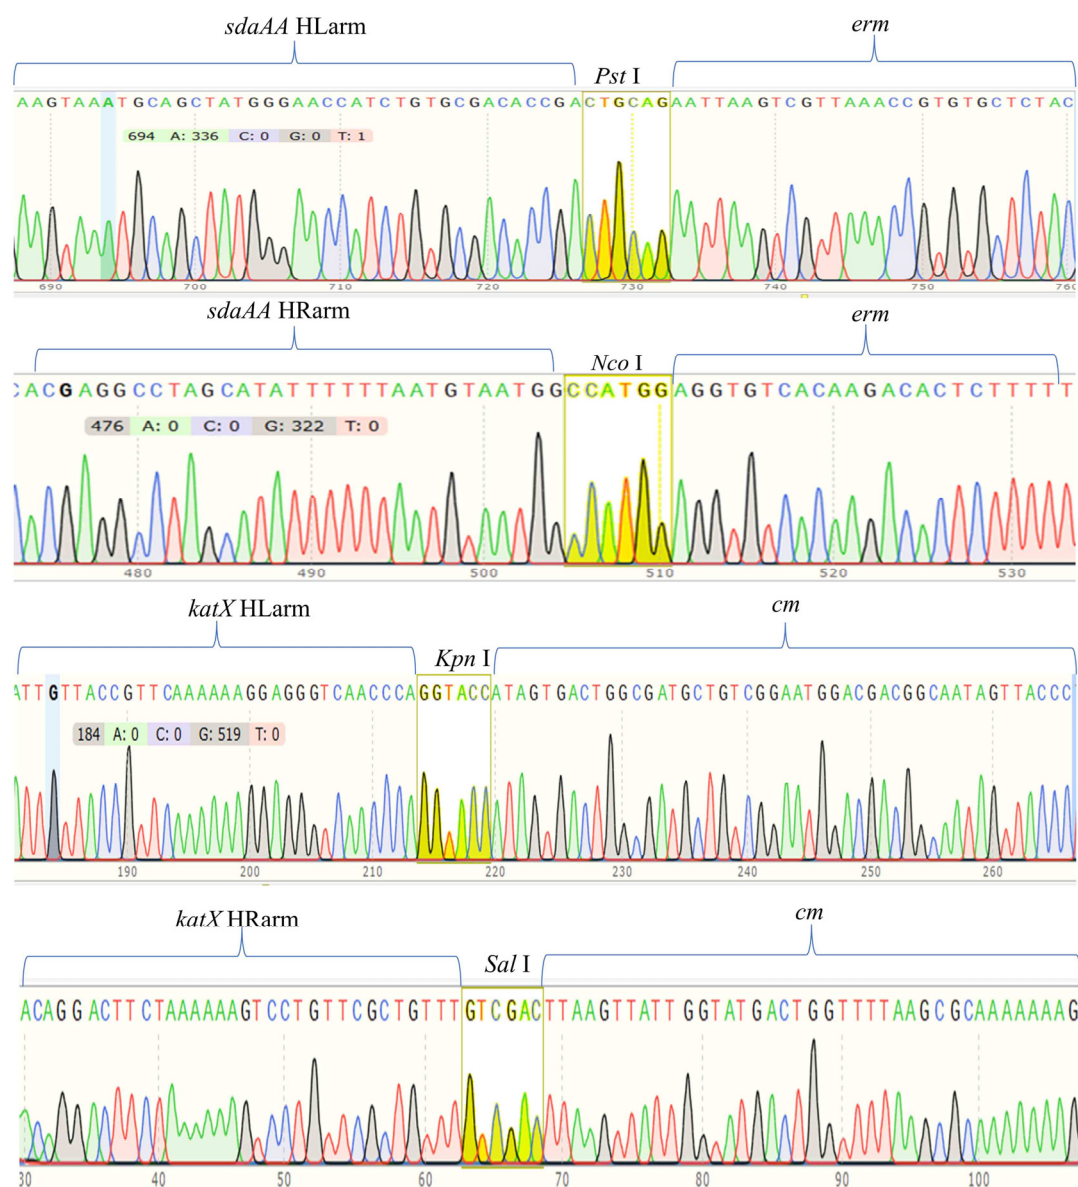 sdaAA HLarm
erm
Pst I
AAGTAAATGCAGCTATGGGAACCATCTGTGCGACACCGACTGCAGAATTAAGTCGTTAAACCGTGTGCTCTAC
694 A: 336 C: 0 G: 0 T: 1
690 700 710 720 730 740 750 760
sdaAA HRarm
erm
Nco I
CACGAGGCCTAGCATATTTTTTAATGTAATGGCCATGGAGGTGTCACAAGACACTCTTTTTT
476 A: 0 C: 0 G: 322 T: 0
480 490 500 510 520 530
katX HLarm
cm
Kpn I
ATTGTTACCGTTCAAAAAAGGAGGGTCAACCCAGGTACCATAGTGACTGGCGATGCTGTCGGAATGGACGACGGCAATAGTTACCCT
184 A: 0 C: 0 G: 519 T: 0
190 200 210 220 230 240 250 260
katX HRarm
cm
Sal I
ACAGGACTTCTAAAAAAGTCCTGTTCGCTGTTTGTCGACTTAAGTTATTGGTATGACTGGTTTTAAGCGCAAAAAAAG
30 40 50 60 70 80 90 100